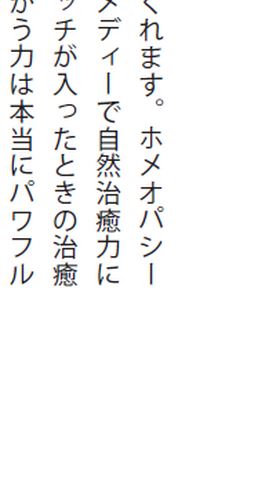 くれます。ホメオパシー
メディーで自然治癒力に
ッチが入ったときの治癒
かう力は本当にパワフル